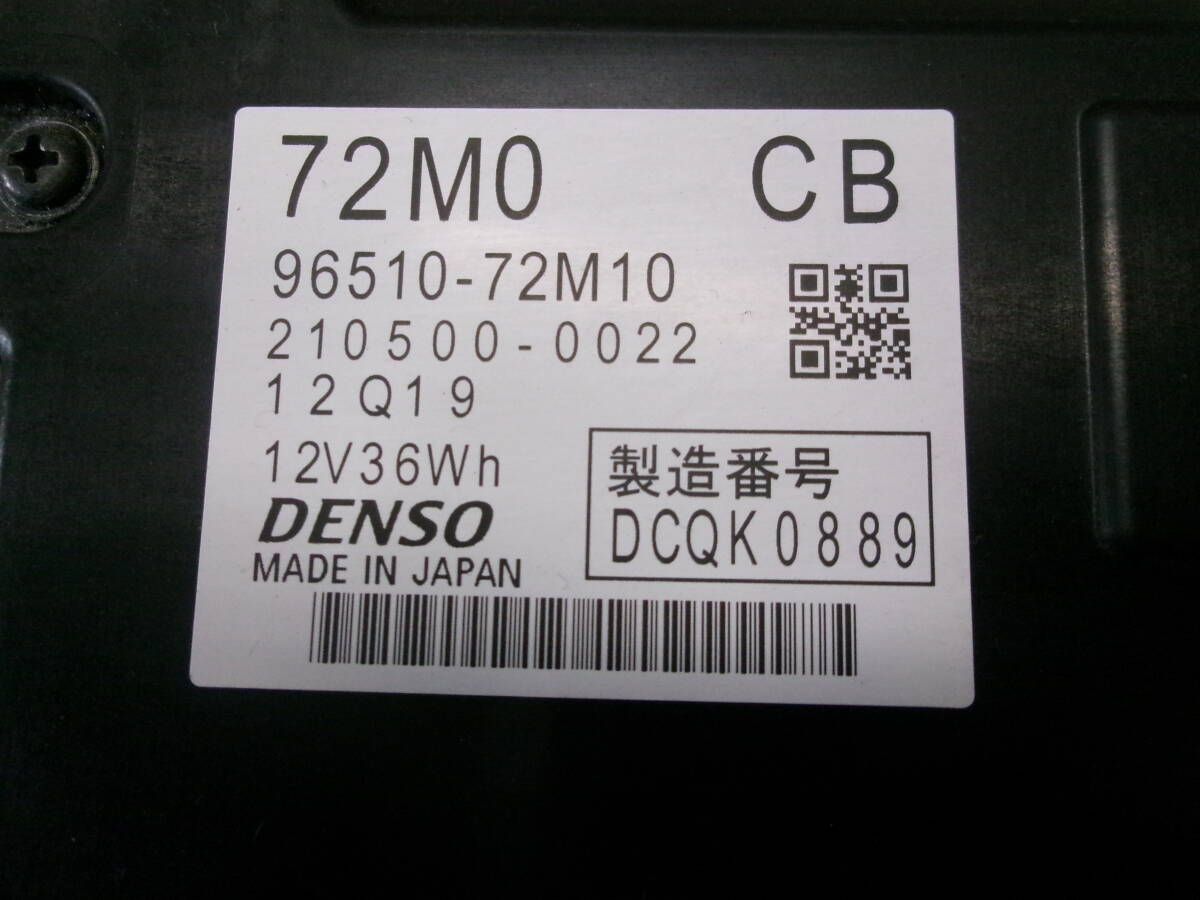 72M0 CB
96510-72M10
210500-0022
12Q19
12V36Wh
DENSO
MADE IN JAPAN
製造番号
DCQK0889